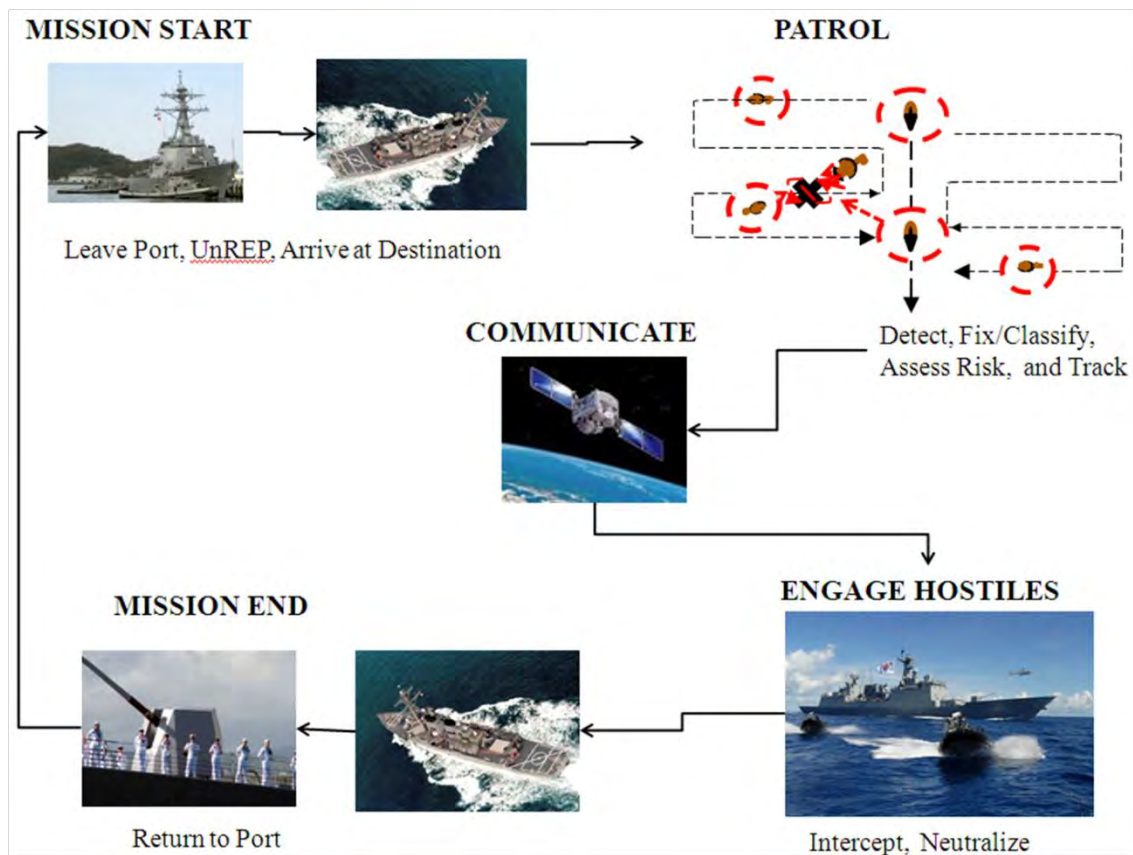 MISSION START
PATROL
Leave Port, UnREP, Arrive at Destination
Detect, Fix/Classify,
Assess Risk, and Track
COMMUNICATE
ENGAGE HOSTILES
MISSION END
Return to Port
Intercept, Neutralize